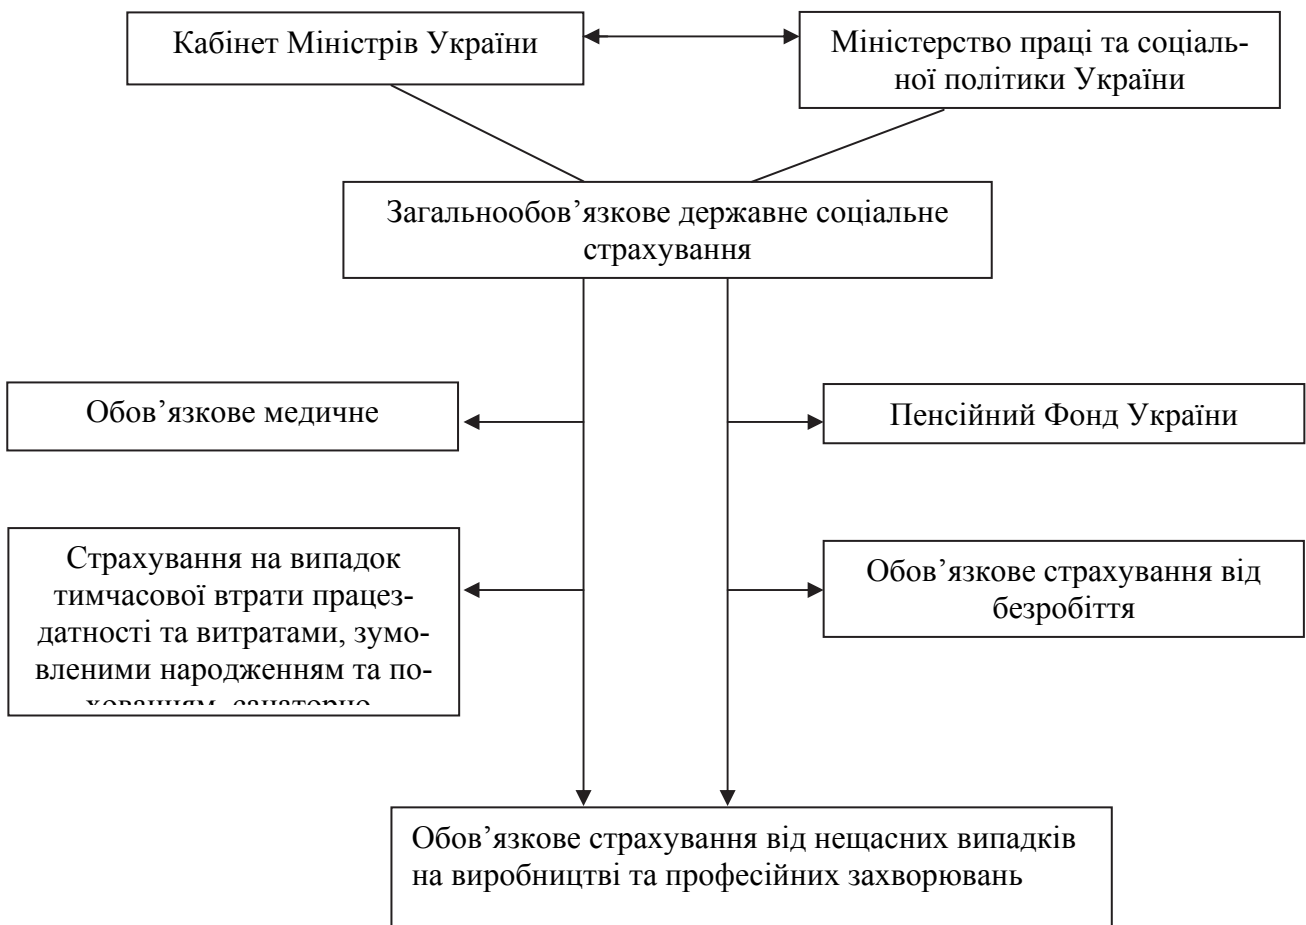 Кабінет Міністрів України
Міністерство праці та соціаль-
ної політики України
Загальнообов’язкове державне соціальне
страхування
Обов’язкове медичне
Пенсійний Фонд України
Страхування на випадок
тимчасової втрати працез-
датності та витратами, зумо-
вленими народженням та по-
хованням, санаторно-
Обов’язкове страхування від
безробіття
Обов’язкове страхування від нещасних випадків
на виробництві та професійних захворювань